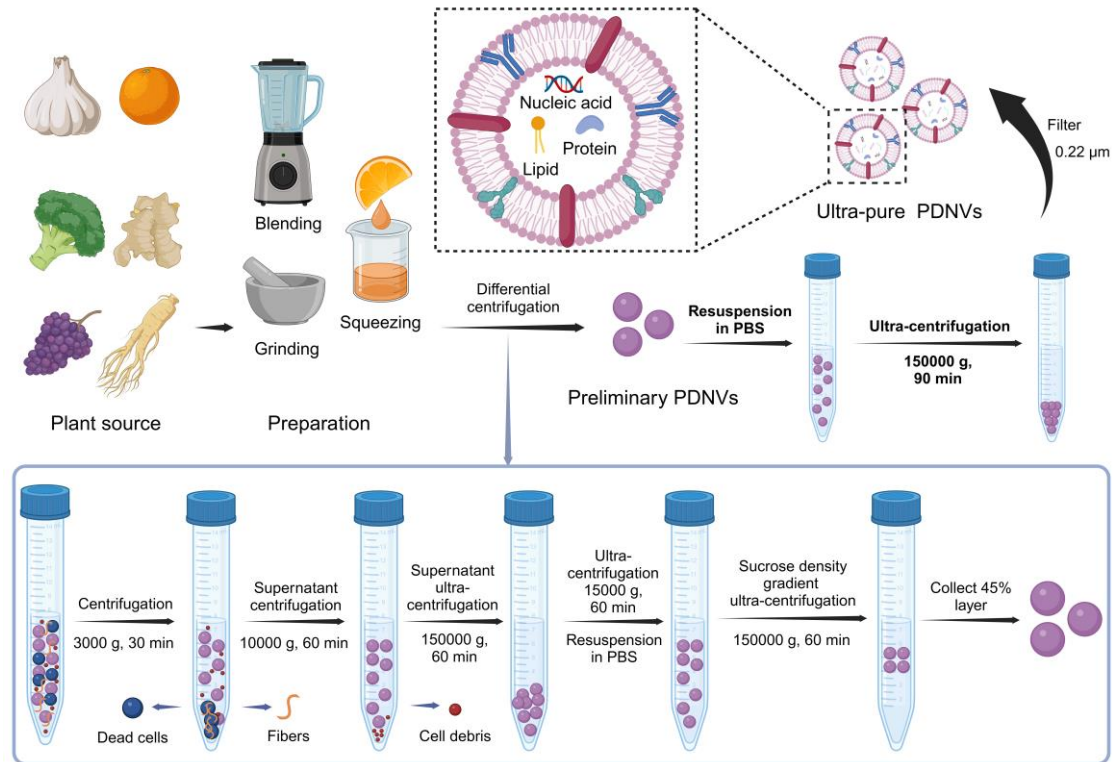 Nucleic acid
Protein
Lipid
Filter
0.22 μm
Ultra-pure PDNVs
Blending
Grinding
Squeezing
Differential
centrifugation
Resuspension
in PBS
Ultra-centrifugation
150000 g,
90 min
Plant source
Preparation
Preliminary PDNVs
Centrifugation
3000 g, 30 min
Supernatant
centrifugation
10000 g, 60 min
Supernatant
ultra-
centrifugation
150000 g,
60 min
Ultra-
centrifugation
15000 g,
60 min
Resuspension
in PBS
Sucrose density
gradient
ultra-centrifugation
150000 g, 60 min
Collect 45%
layer
Dead cells
Fibers
Cell debris